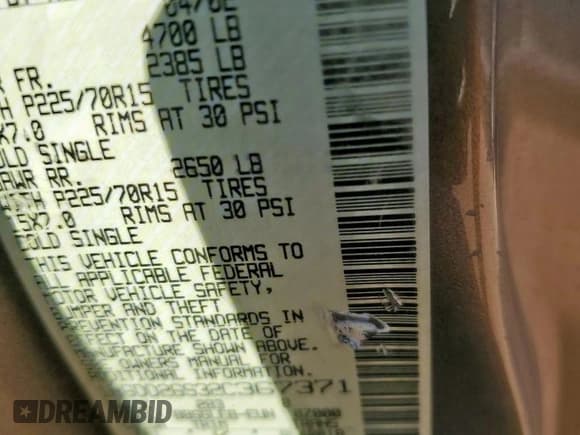 4700 LB
2385 LB
FR.
P225/70R15 TIRES
X7.0 RIMS AT 30 PSI
OLD SINGLE
AWR RR. 2650 LB
P225/70R15 TIRES
5X7.0 RIMS AT 30 PSI
COLD SINGLE
THIS VEHICLE CONFORMS TO
ALL APPLICABLE FEDERAL
MOTOR VEHICLE SAFETY,
BUMPER AND THEFT
PREVENTION STANDARDS IN
EFFECT ON THE DATE OF
MANUFACTURE SHOWN ABOVE.
OWNERS MANUAL FOR
INFORMATION.
DREAMBID